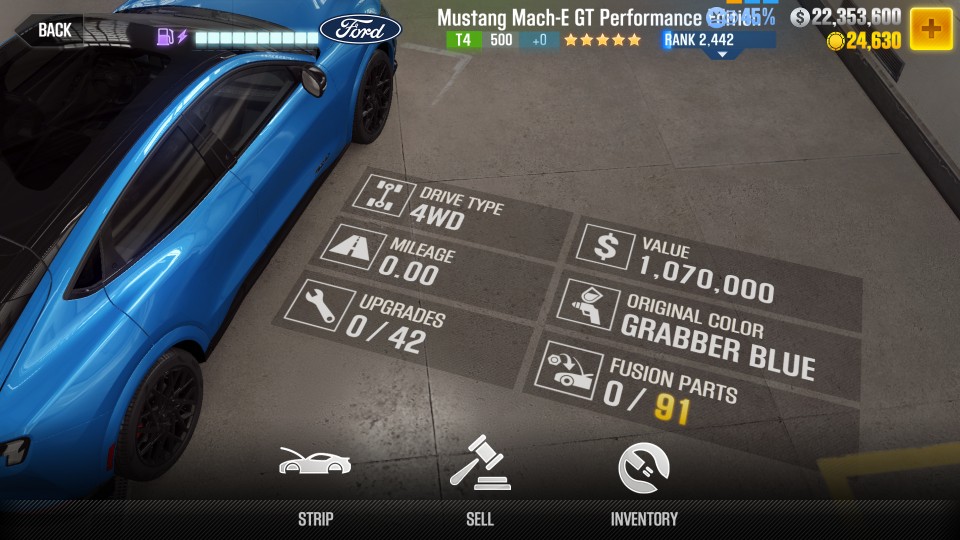 BACK
Ford
Mustang Mach-E GT Performance Edition
45%
T4 500 +0
RANK 2,442
$ 22,353,600
24,630
DRIVE TYPE
4WD
MILEAGE
0.00
UPGRADES
0 / 42
$ VALUE
1,070,000
ORIGINAL COLOR
GRABBER BLUE
FUSION PARTS
0 / 91
STRIP
SELL
INVENTORY